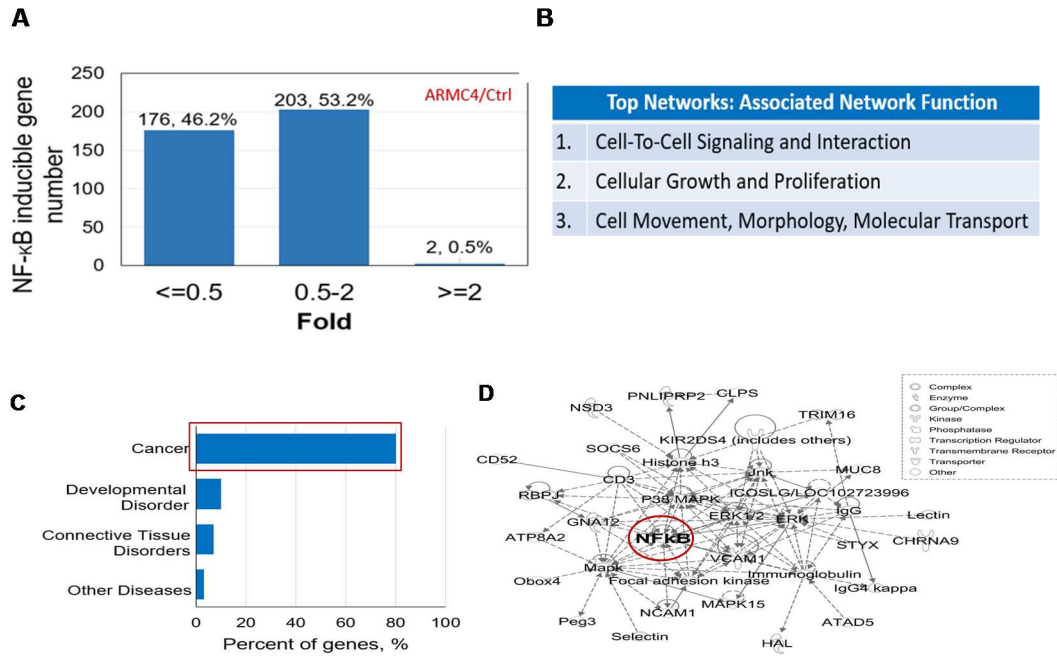 A
NF-κB inducible gene
number
250
200
150
100
50
0
176, 46.2%
203, 53.2%
2, 0.5%
ARMC4/Ctrl
<=0.5
0.5-2
>=2
Fold
B
Top Networks: Associated Network Function
1. Cell-To-Cell Signaling and Interaction
2. Cellular Growth and Proliferation
3. Cell Movement, Morphology, Molecular Transport
C
Cancer
Developmental
Disorder
Connective Tissue
Disorders
Other Diseases
0
20
40
60
80
100
Percent of genes, %
D
PNLIPRP2
CLPS
NSD3
TRIM16
KIR2DS4 (includes others)
SOCS6
CD52
Histone h3
Jnk
MUC8
CD3
RBPJ
P38 MAPK
ICOSLG/LOC102723996
GNA12
ERK1/2
ERK
IgG
Lectin
ATP8A2
NFkB
STYX
CHRNA9
VCAM1
Mapk
Obox4
Focal adhesion kinase
Immunoglobulin
IgG4 kappa
MAPK15
NCAM1
Peg3
Selectin
ATAD5
HAL
Complex
Enzyme
Group/Complex
Kinase
Phosphatase
Transcription Regulator
Transmembrane Receptor
Transporter
Other